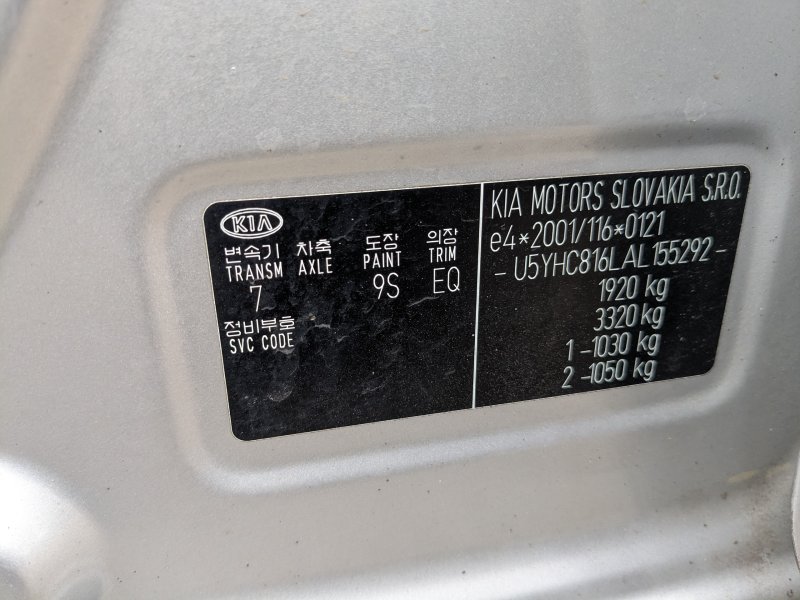 KIA
변속기 차축 도장 의장
TRANSM AXLE PAINT TRIM
7 9S EQ
정비부호
SVC CODE
KIA MOTORS SLOVAKIA S.R.O.
e4*2001/116*0121
- U5YHC816LAL155292 -
1920 kg
3320 kg
1 -1030 kg
2 -1050 kg